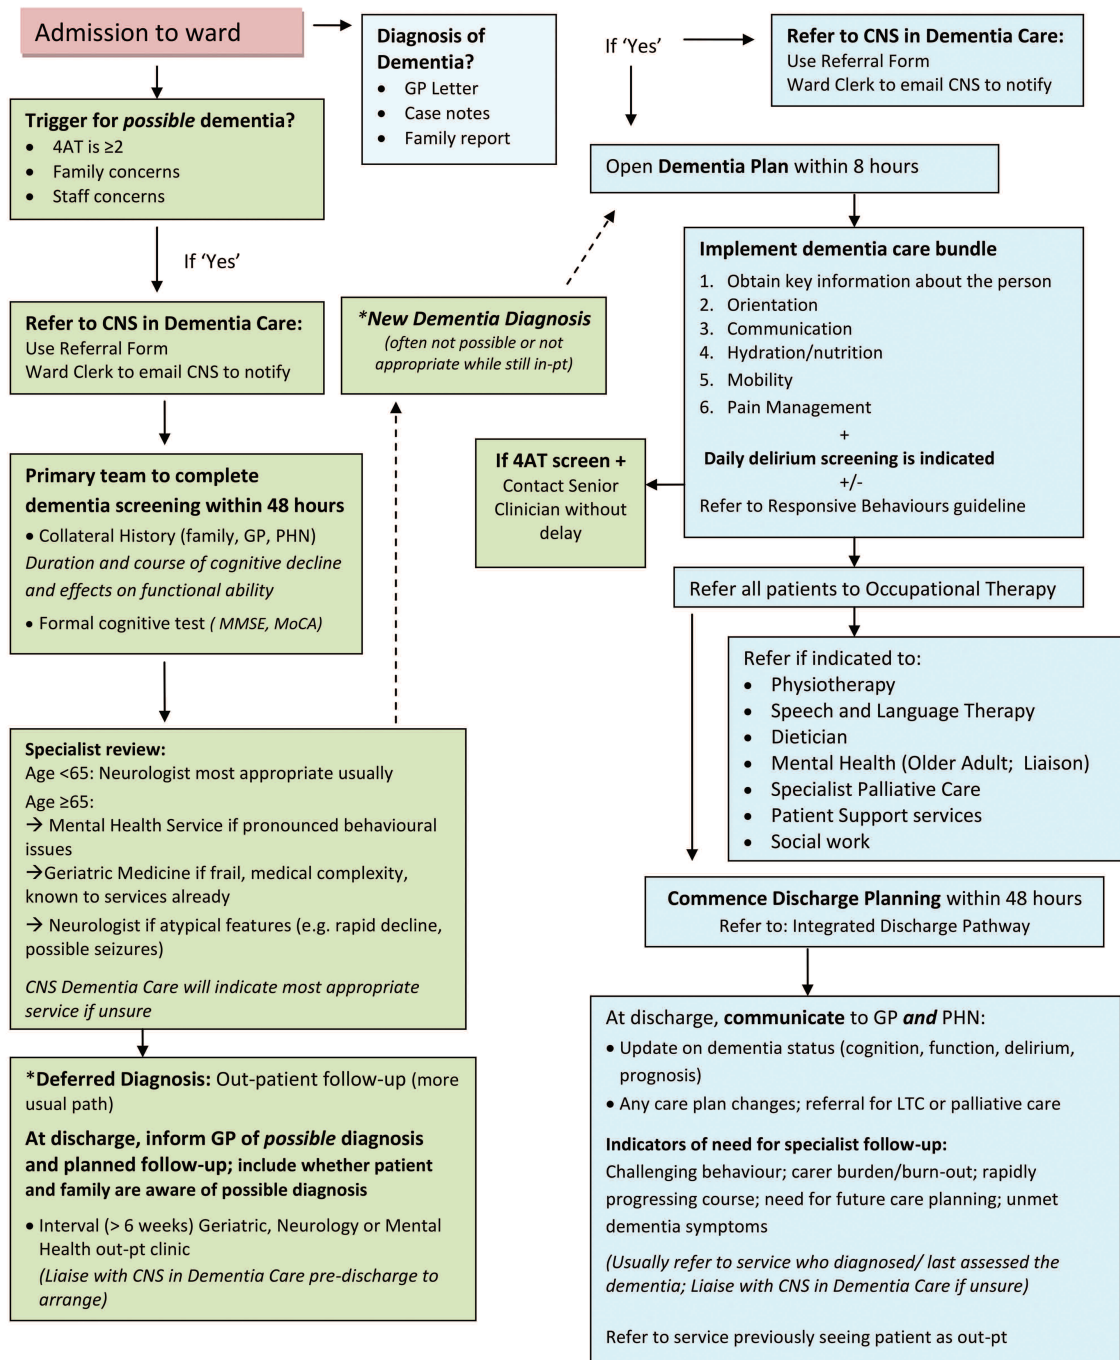 Admission to ward
Trigger for possible dementia?
• 4AT is ≥2
• Family concerns
• Staff concerns
If ‘Yes’
Refer to CNS in Dementia Care:
Use Referral Form
Ward Clerk to email CNS to notify
Primary team to complete
dementia screening within 48 hours
• Collateral History (family, GP, PHN)
Duration and course of cognitive decline
and effects on functional ability
• Formal cognitive test ( MMSE, MoCA)
Specialist review:
Age <65: Neurologist most appropriate usually
Age ≥65:
→ Mental Health Service if pronounced behavioural
issues
→Geriatric Medicine if frail, medical complexity,
known to services already
→ Neurologist if atypical features (e.g. rapid decline,
possible seizures)
CNS Dementia Care will indicate most appropriate
service if unsure
*Deferred Diagnosis: Out-patient follow-up (more
usual path)
At discharge, inform GP of possible diagnosis
and planned follow-up; include whether patient
and family are aware of possible diagnosis
• Interval (> 6 weeks) Geriatric, Neurology or Mental
Health out-pt clinic
(Liaise with CNS in Dementia Care pre-discharge to
arrange)
*New Dementia Diagnosis
(often not possible or not
appropriate while still in-pt)
Diagnosis of
Dementia?
• GP Letter
• Case notes
• Family report
If ‘Yes’
Refer to CNS in Dementia Care:
Use Referral Form
Ward Clerk to email CNS to notify
Open Dementia Plan within 8 hours
Implement dementia care bundle
1. Obtain key information about the person
2. Orientation
3. Communication
4. Hydration/nutrition
5. Mobility
6. Pain Management
+
Daily delirium screening is indicated
+/-
Refer to Responsive Behaviours guideline
If 4AT screen +
Contact Senior
Clinician without
delay
Refer all patients to Occupational Therapy
Refer if indicated to:
• Physiotherapy
• Speech and Language Therapy
• Dietician
• Mental Health (Older Adult; Liaison)
• Specialist Palliative Care
• Patient Support services
• Social work
Commence Discharge Planning within 48 hours
Refer to: Integrated Discharge Pathway
At discharge, communicate to GP and PHN:
• Update on dementia status (cognition, function, delirium,
prognosis)
• Any care plan changes; referral for LTC or palliative care
Indicators of need for specialist follow-up:
Challenging behaviour; carer burden/burn-out; rapidly
progressing course; need for future care planning; unmet
dementia symptoms
(Usually refer to service who diagnosed/ last assessed the
dementia; Liaise with CNS in Dementia Care if unsure)
Refer to service previously seeing patient as out-pt